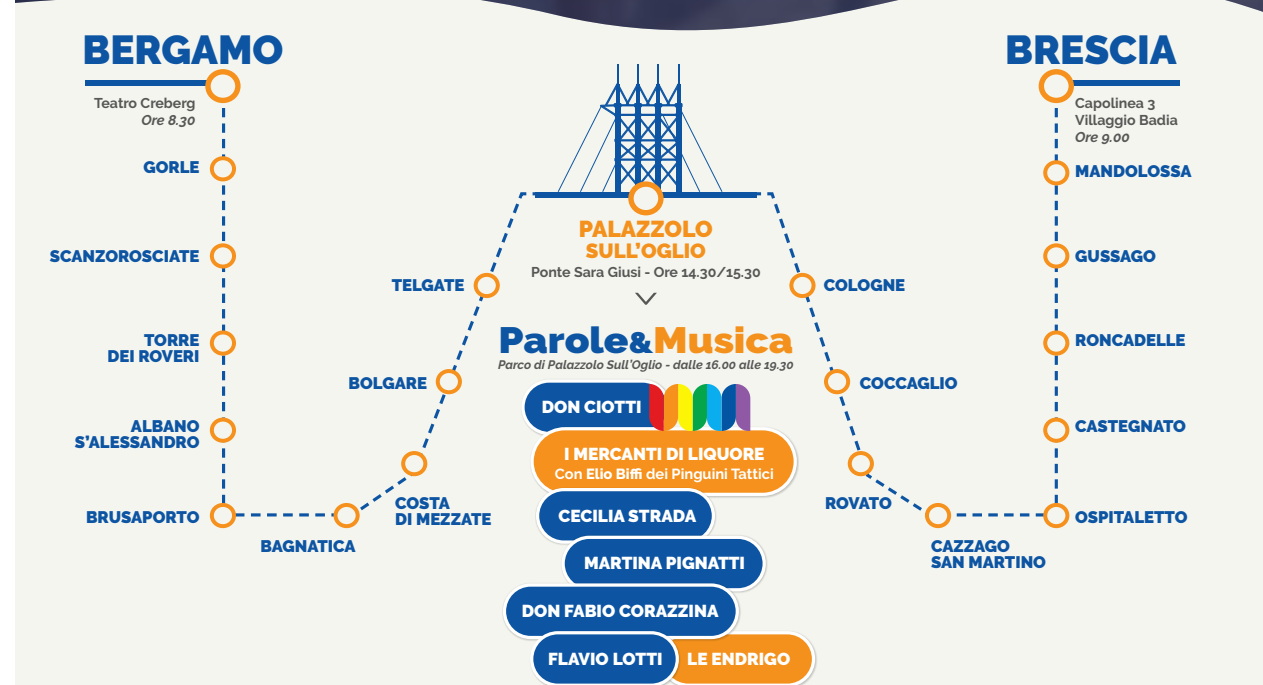 BERGAMO
Teatro Creberg
Ore 8.30
GORLE
SCANZOROSCIATE
TORRE
DEI ROVERI
ALBANO
S'ALESSANDRO
BRUSAPORTO
BAGNATICA
COSTA
DI MEZZATE
BOLGARE
TELGATE
PALAZZOLO
SULL'OGLIO
Ponte Sara Giusi - Ore 14.30/15.30
Parole&Musica
Parco di Palazzolo Sull'Oglio - dalle 16.00 alle 19.30
DON CIOTTI
I MERCANTI DI LIQUORE
Con Elio Biffi dei Pinguini Tattici
CECILIA STRADA
MARTINA PIGNATTI
DON FABIO CORAZZINA
FLAVIO LOTTI
LE ENDRIGO
BRESCIA
Capolinea 3
Villaggio Badia
Ore 9.00
MANDOLOSSA
GUSSAGO
RONCADELLE
CASTEGNATO
OSPITALETTO
CAZZAGO
SAN MARTINO
ROVATO
COCCAGLIO
COLOGNE